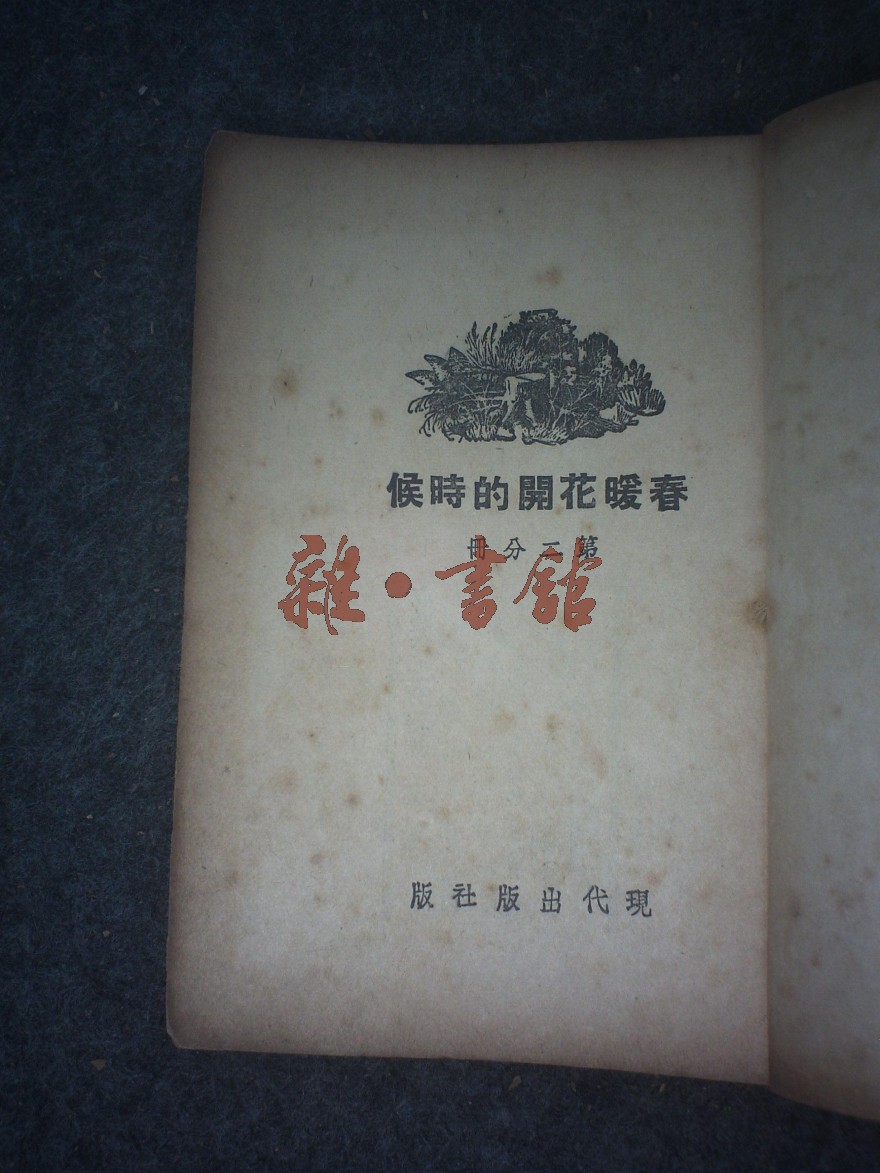 春暖花開的時候
第二分冊
雜·書館
現代出版社版